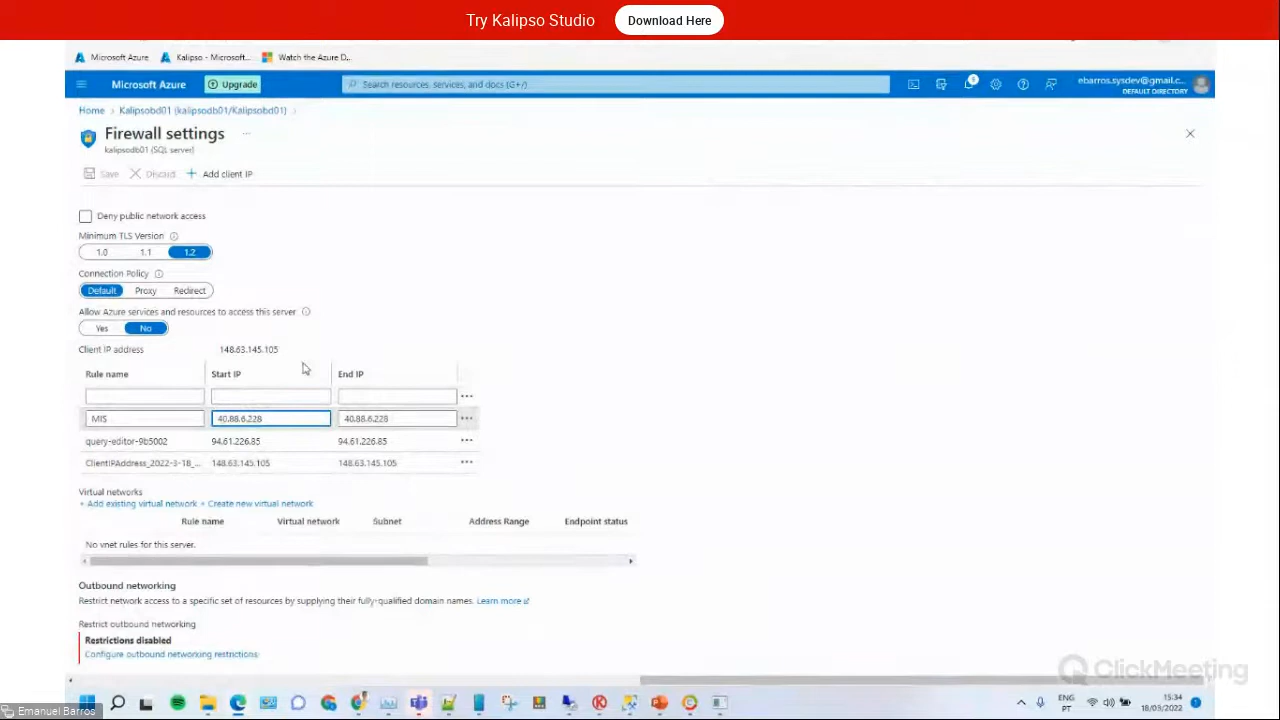 Try Kalipso Studio
Download Here
Microsoft Azure
Kalipso - Microsoft...
Watch the Azure D...
Microsoft Azure
Upgrade
Search resources, services, and docs (G+/)
ebarros.sysdev@gmail.c...
DEFAULT DIRECTORY
Home
Kalipsobd01 (kalipsodb01/Kalipsobd01)
Firewall settings
kalipsodb01 (SQL server)
Save
Discard
Add client IP
Deny public network access
Minimum TLS Version
1.0 1.1 1.2
Connection Policy
Default Proxy Redirect
Allow Azure services and resources to access this server
Yes No
Client IP address 148.63.145.105
Rule name Start IP End IP
MIS 40.88.6.228 40.88.6.228
query-editor-9b5002 94.61.226.85 94.61.226.85
ClientIPAddress_2022-3-18_... 148.63.145.105 148.63.145.105
Virtual networks
+ Add existing virtual network + Create new virtual network
Rule name Virtual network Subnet Address Range Endpoint status
No vnet rules for this server.
Outbound networking
Restrict network access to a specific set of resources by supplying their fully-qualified domain names. Learn more
Restrict outbound networking
Restrictions disabled
Configure outbound networking restrictions
ClickMeeting
ENG
PT
15:34
18/03/2022
Emanuel Barros